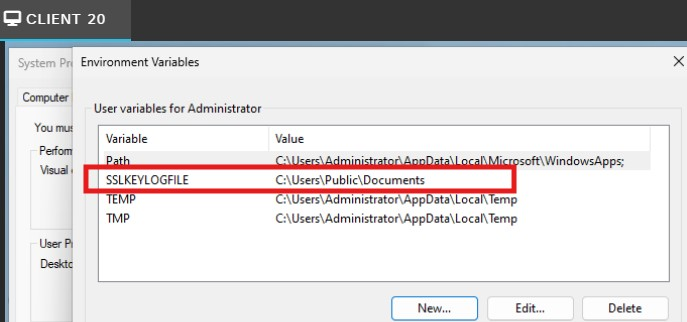 CLIENT 20
System Pr
Environment Variables
Computer
User variables for Administrator
You mus
Variable Value
Perforn
Path C:\Users\Administrator\AppData\Local\Microsoft\WindowsApps;
Visual
SSLKEYLOGFILE C:\Users\Public\Documents
TEMP C:\Users\Administrator\AppData\Local\Temp
TMP C:\Users\Administrator\AppData\Local\Temp
User Pr
Deskto
New... Edit... Delete